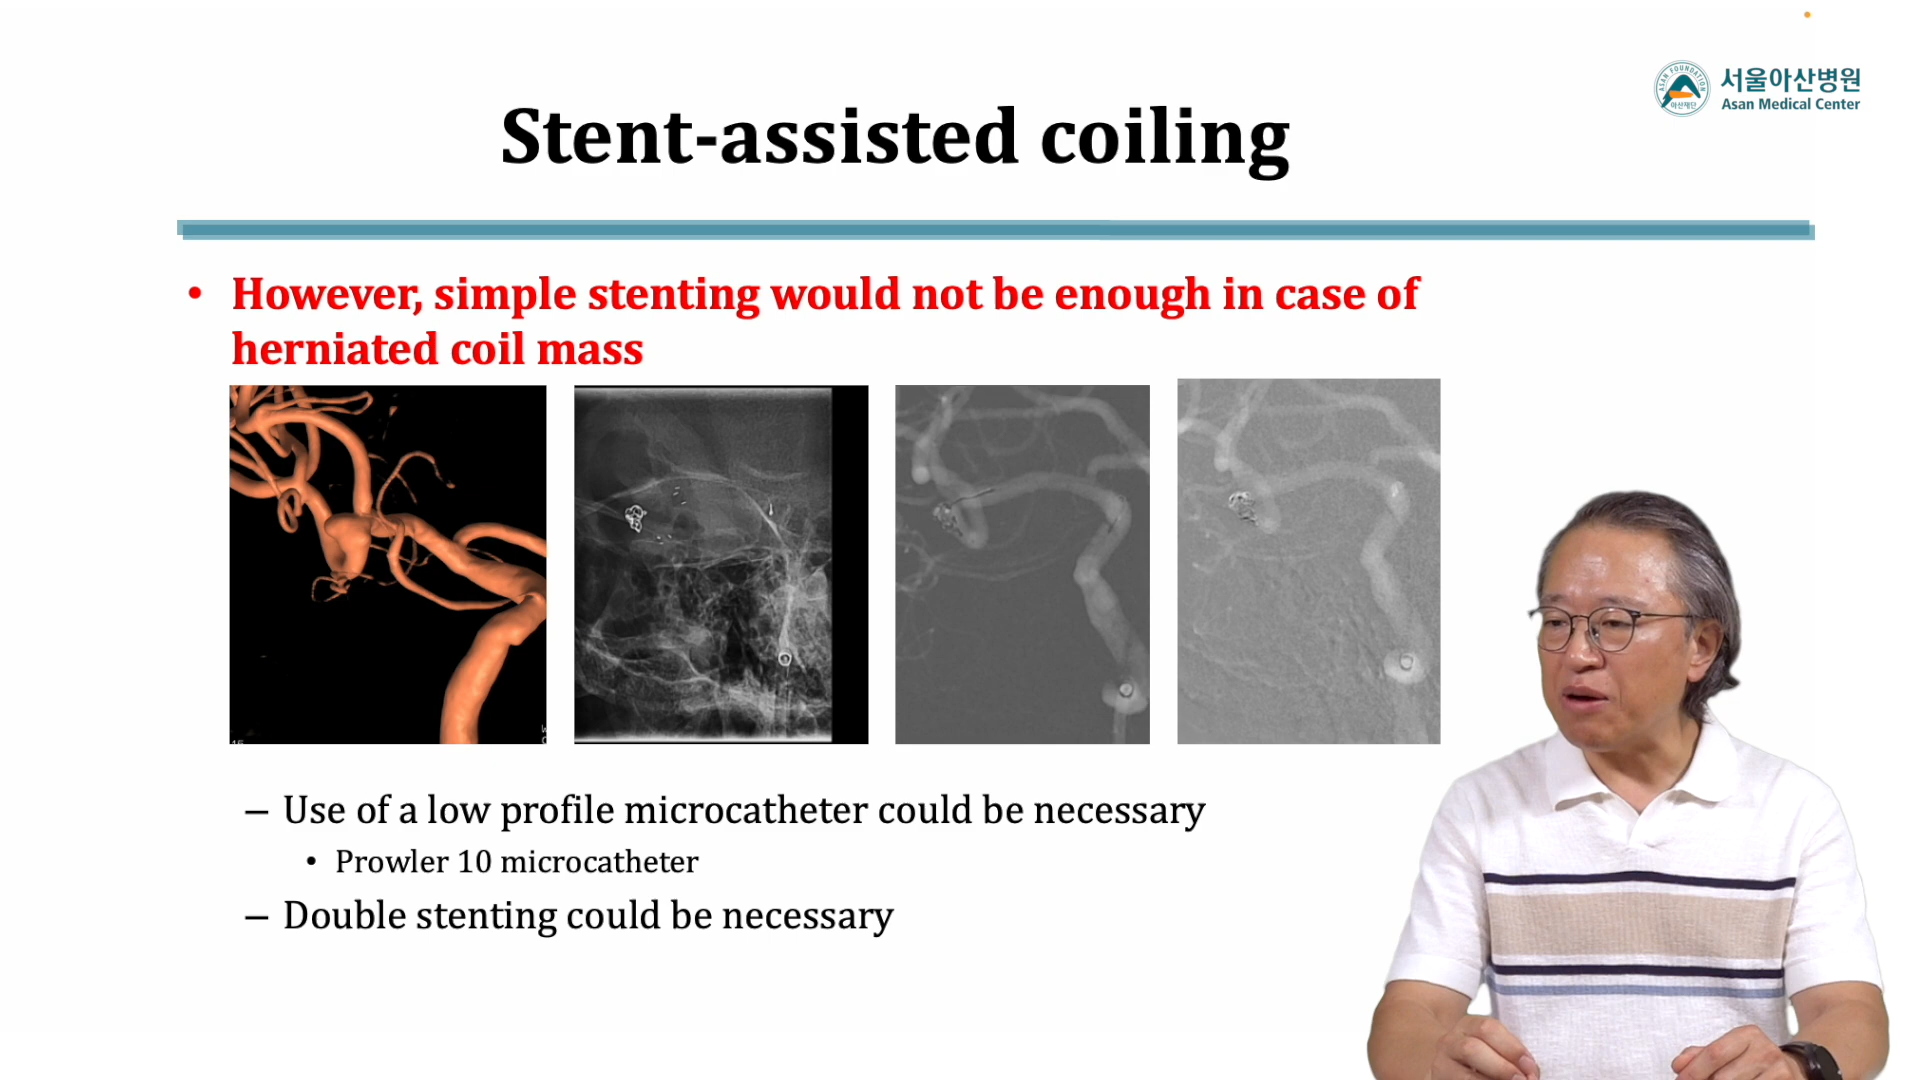 서울아산병원
Asan Medical Center
Stent-assisted coiling
• However, simple stenting would not be enough in case of
herniated coil mass
– Use of a low profile microcatheter could be necessary
• Prowler 10 microcatheter
– Double stenting could be necessary